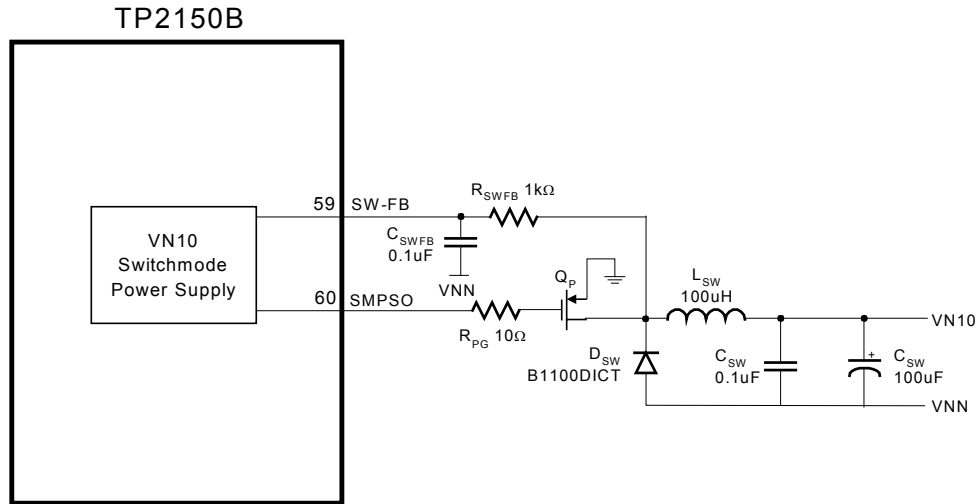 TP2150B
VN10
Switchmode
Power Supply
59 SW-FB
60 SMPSO
R_SWFB 1kΩ
C_SWFB
0.1uF
VNN
R_PG 10Ω
Q_P
L_SW
100uH
D_SW
B1100DICT
C_SW
0.1uF
+
C_SW
100uF
VN10
VNN